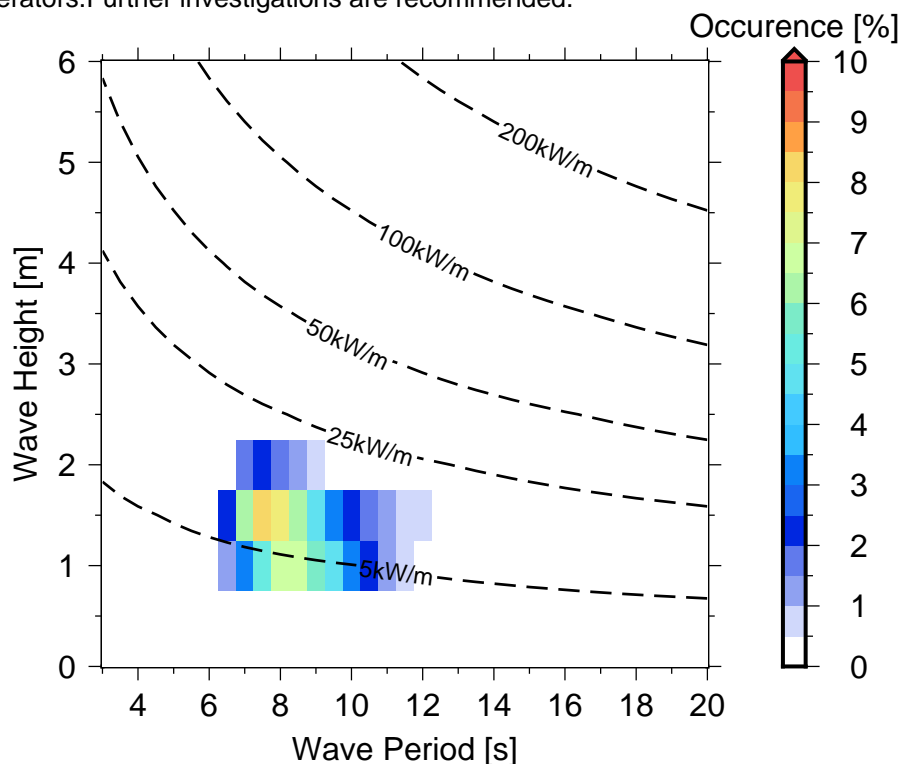 erators.Further investigations are recommended.
Occurence [%]
6
5
4
3
2
1
0
Wave Height [m]
200kW/m
100kW/m
50kW/m
25kW/m
5kW/m
4 6 8 10 12 14 16 18 20
Wave Period [s]
10
9
8
7
6
5
4
3
2
1
0